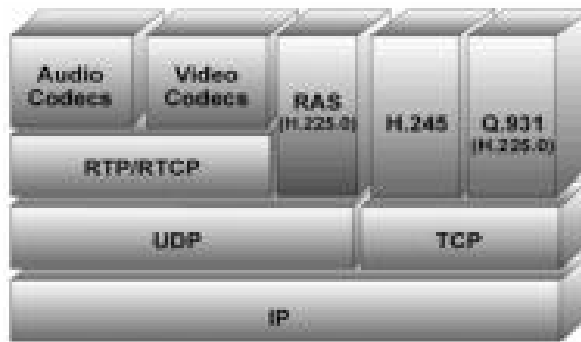 Audio
Codecs
Video
Codecs
RAS
(H.225.0)
H.245
Q.931
(H.225.0)
RTP/RTCP
UDP
TCP
IP